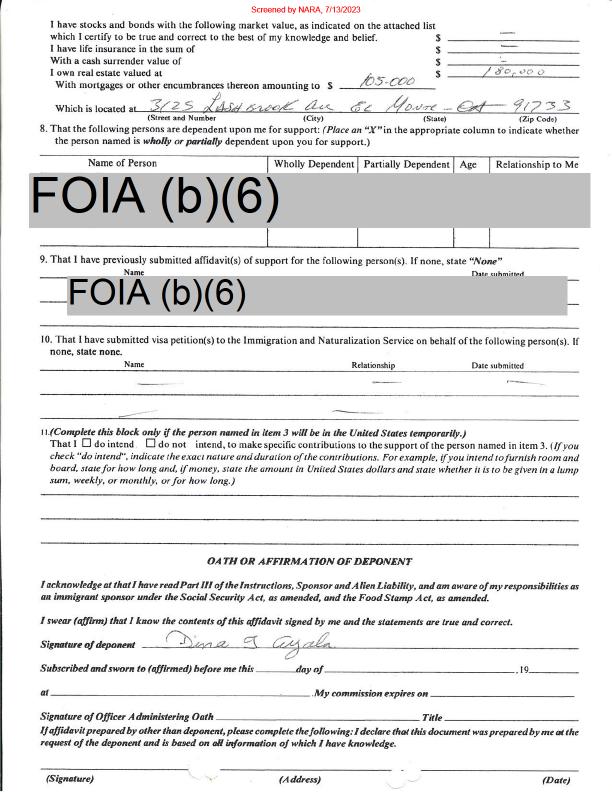 Screened by NARA, 7/13/2023
I have stocks and bonds with the following market value, as indicated on the attached list
which I certify to be true and correct to the best of my knowledge and belief. $ —
I have life insurance in the sum of $ —
With a cash surrender value of $ —
I own real estate valued at $ 180,000
With mortgages or other encumbrances thereon amounting to $ 105-000
Which is located at 3125 Lashbrook Av El Monte - 91733
(Street and Number) (City) (State) (Zip Code)
8. That the following persons are dependent upon me for support: (Place an "X" in the appropriate column to indicate whether
the person named is wholly or partially dependent upon you for support.)
Name of Person Wholly Dependent Partially Dependent Age Relationship to Me
FOIA (b)(6)
9. That I have previously submitted affidavit(s) of support for the following person(s). If none, state "None"
Name Date submitted
FOIA (b)(6)
10. That I have submitted visa petition(s) to the Immigration and Naturalization Service on behalf of the following person(s). If
none, state none.
Name Relationship Date submitted
— — —
— —
11.(Complete this block only if the person named in item 3 will be in the United States temporarily.)
That I ☐ do intend ☐ do not intend, to make specific contributions to the support of the person named in item 3. (If you
check "do intend", indicate the exact nature and duration of the contributions. For example, if you intend to furnish room and
board, state for how long and, if money, state the amount in United States dollars and state whether it is to be given in a lump
sum, weekly, or monthly, or for how long.)
OATH OR AFFIRMATION OF DEPONENT
I acknowledge at that I have read Part III of the Instructions, Sponsor and Alien Liability, and am aware of my responsibilities as
an immigrant sponsor under the Social Security Act, as amended, and the Food Stamp Act, as amended.
I swear (affirm) that I know the contents of this affidavit signed by me and the statements are true and correct.
Signature of deponent Dina I Ayala
Subscribed and sworn to (affirmed) before me this day of ,19
at .My commission expires on
Signature of Officer Administering Oath Title
If affidavit prepared by other than deponent, please complete the following: I declare that this document was prepared by me at the
request of the deponent and is based on all information of which I have knowledge.
(Signature) (Address) (Date)